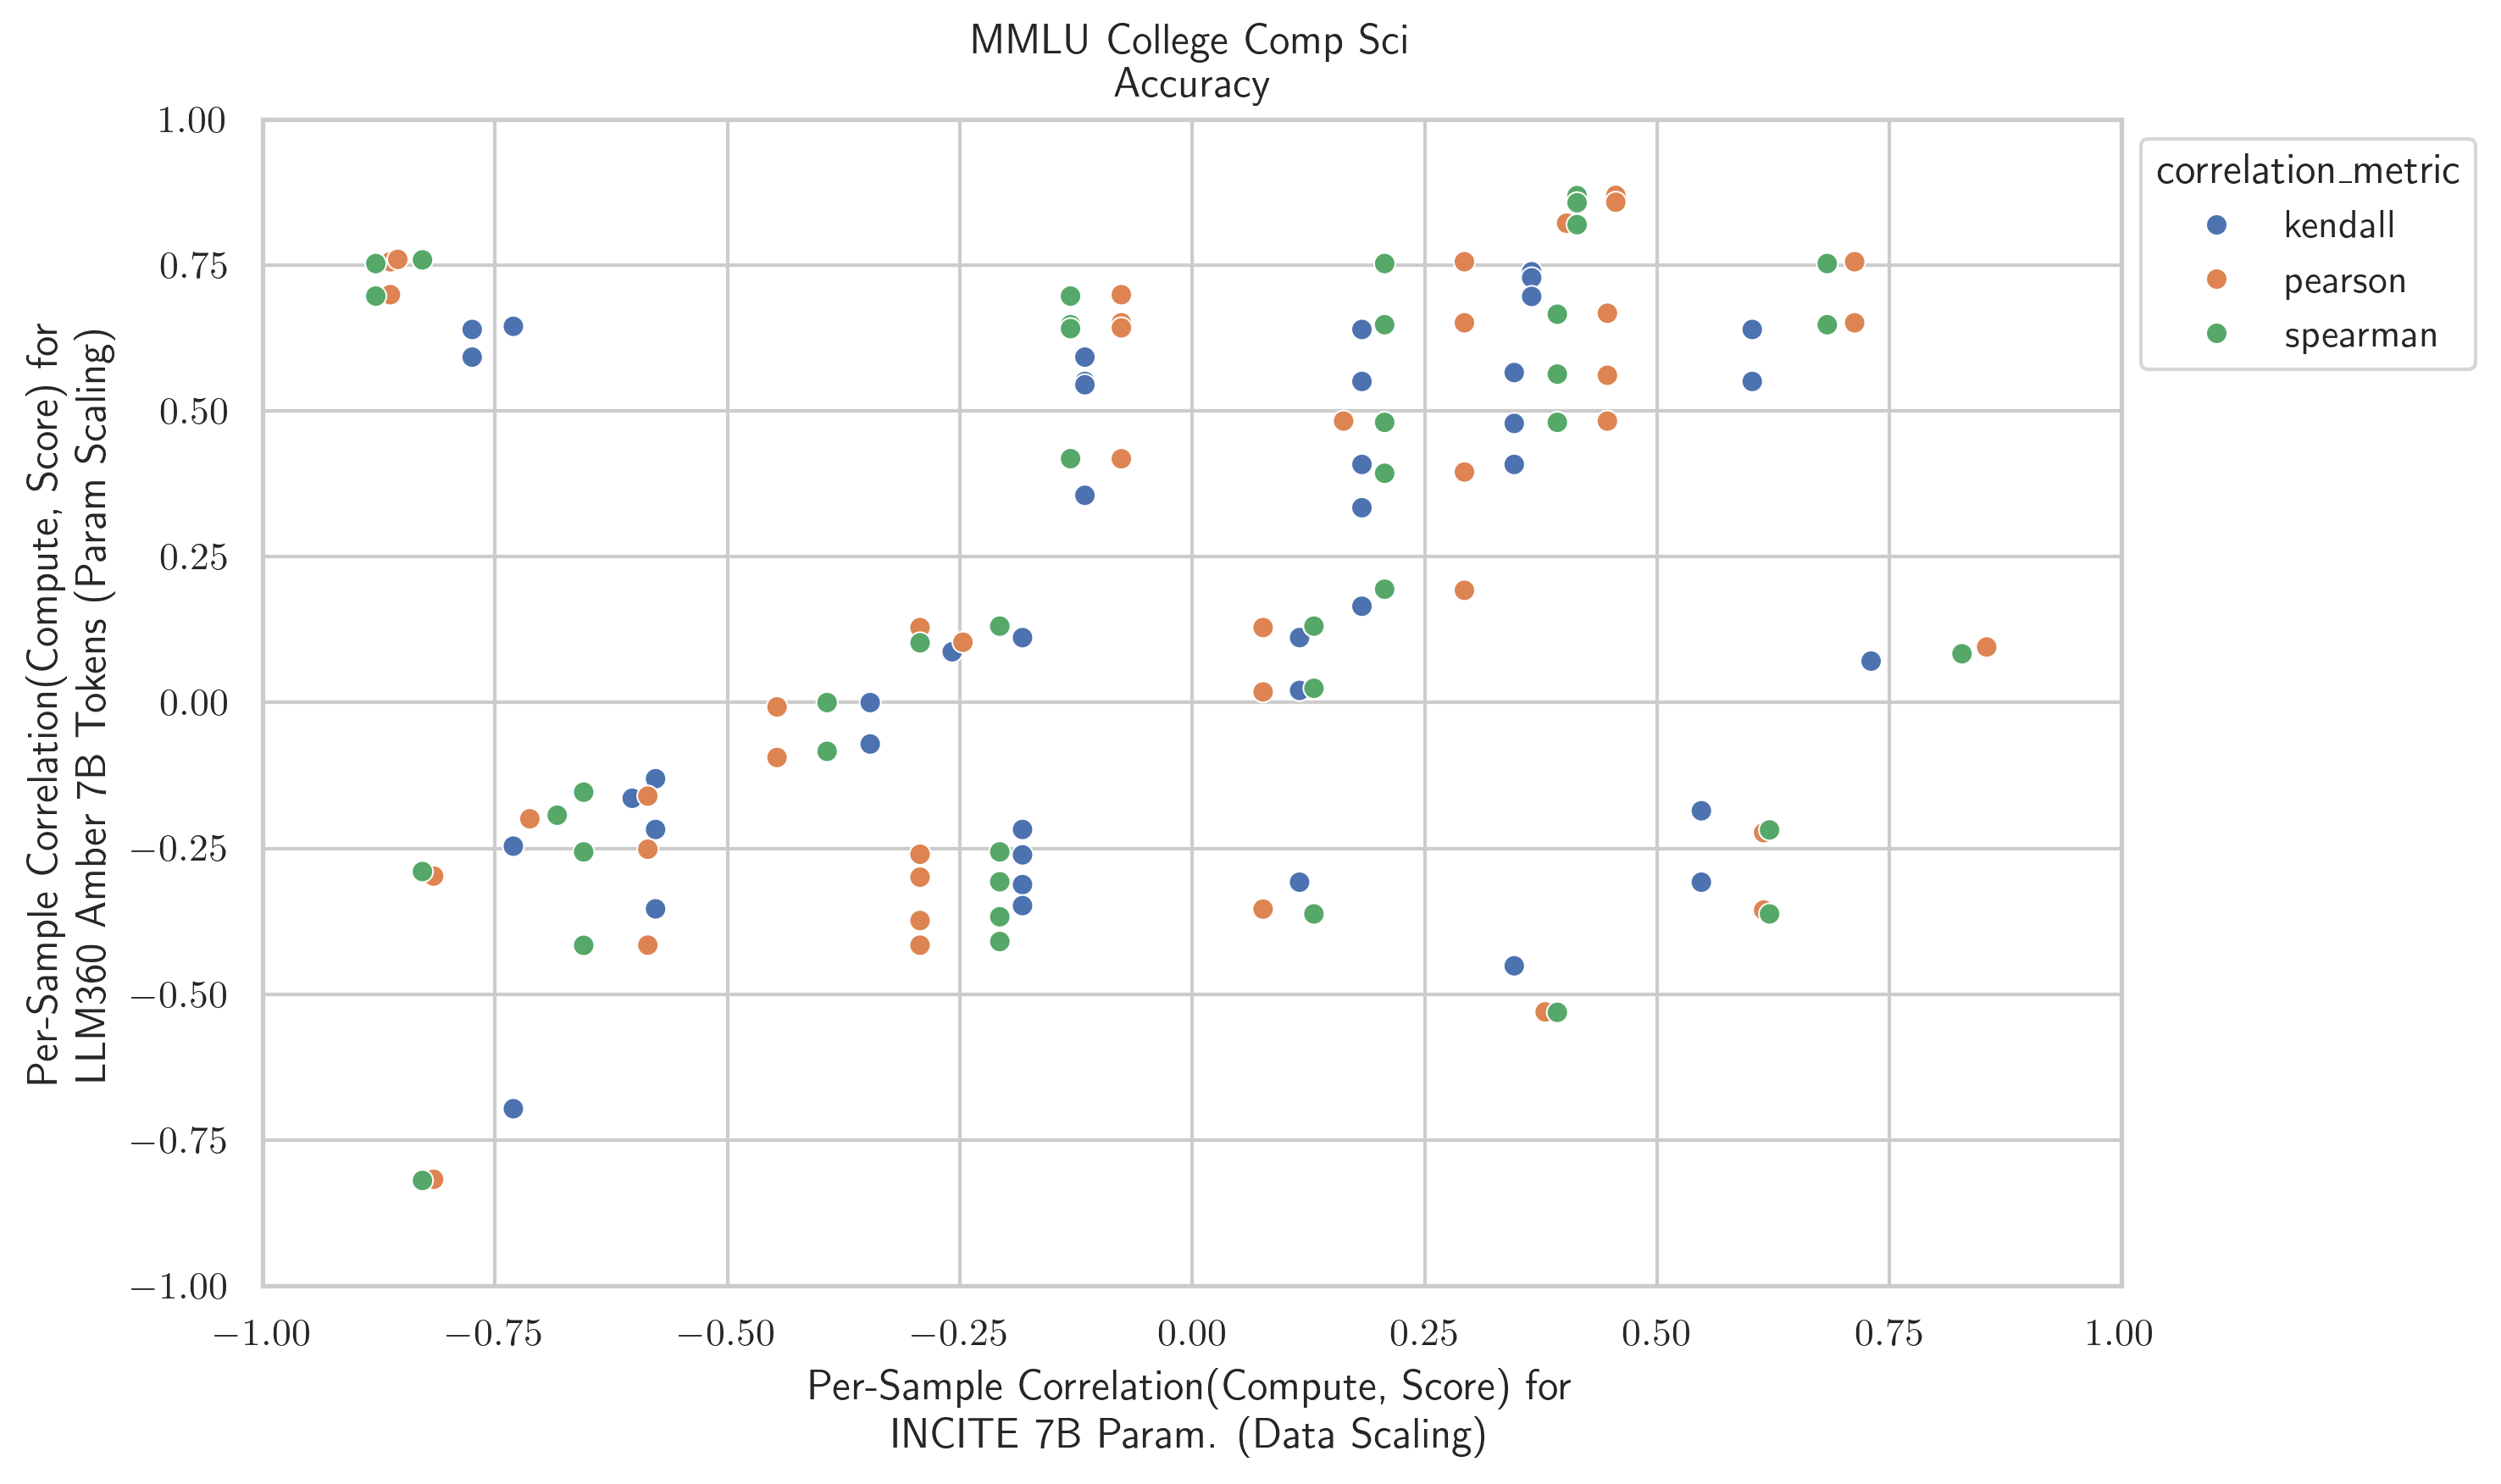 MMLU College Comp Sci
Accuracy
1.00
0.75
0.50
0.25
0.00
−0.25
−0.50
−0.75
−1.00
Per-Sample Correlation(Compute, Score) for
LLM360 Amber 7B Tokens (Param Scaling)
correlation_metric
kendall
pearson
spearman
−1.00 −0.75 −0.50 −0.25 0.00 0.25 0.50 0.75 1.00
Per-Sample Correlation(Compute, Score) for
INCITE 7B Param. (Data Scaling)